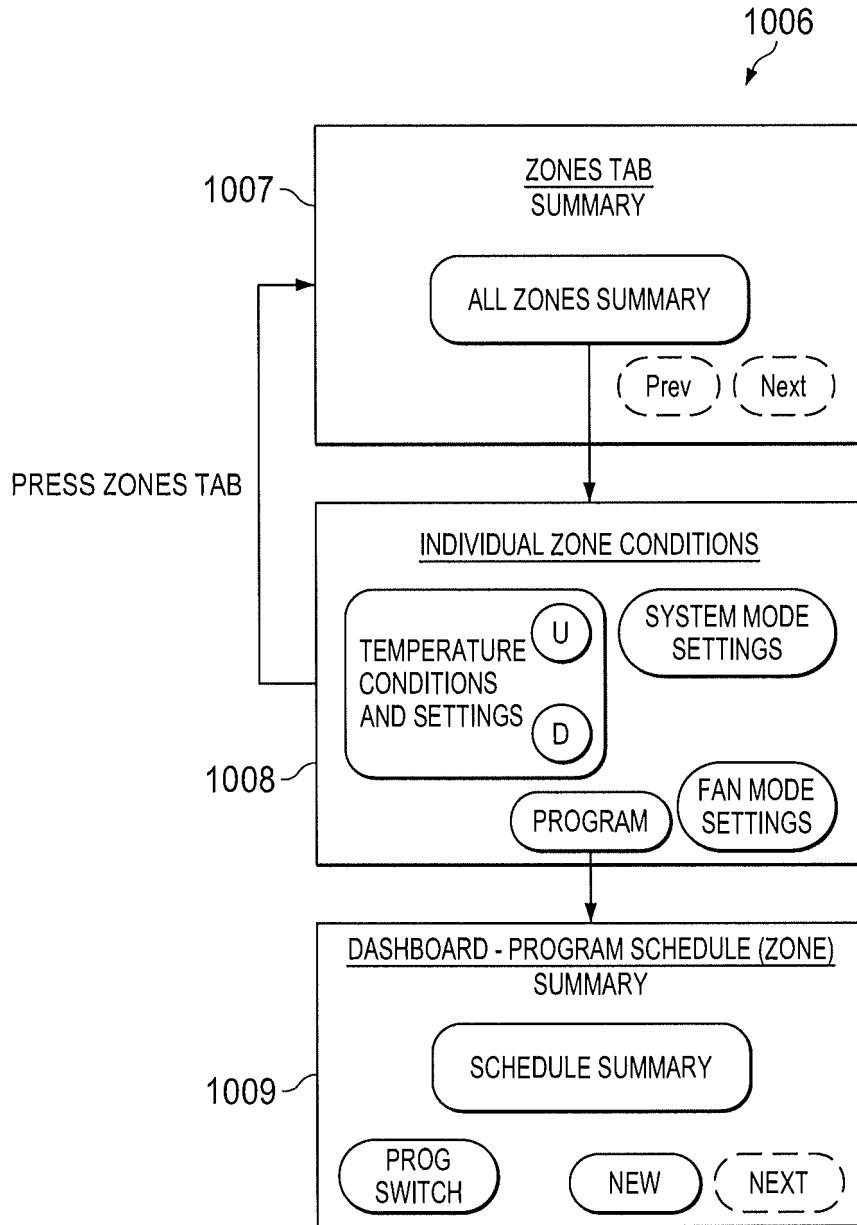 1006
1007
ZONES TAB
SUMMARY
ALL ZONES SUMMARY
Prev
Next
PRESS ZONES TAB
INDIVIDUAL ZONE CONDITIONS
TEMPERATURE
CONDITIONS
AND SETTINGS
U
D
SYSTEM MODE
SETTINGS
1008
PROGRAM
FAN MODE
SETTINGS
DASHBOARD - PROGRAM SCHEDULE (ZONE)
SUMMARY
SCHEDULE SUMMARY
1009
PROG
SWITCH
NEW
NEXT